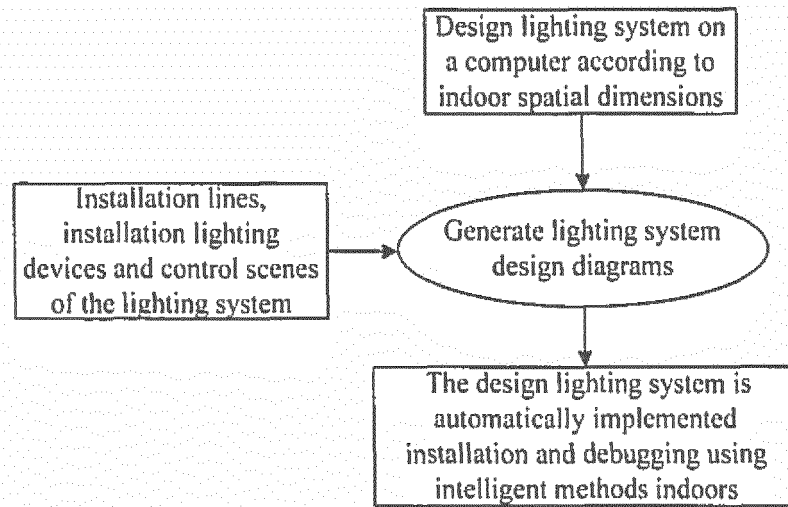 Design lighting system on
a computer according to
indoor spatial dimensions
Installation lines,
installation lighting
devices and control scenes
of the lighting system
Generate lighting system
design diagrams
The design lighting system is
automatically implemented
installation and debugging using
intelligent methods indoors